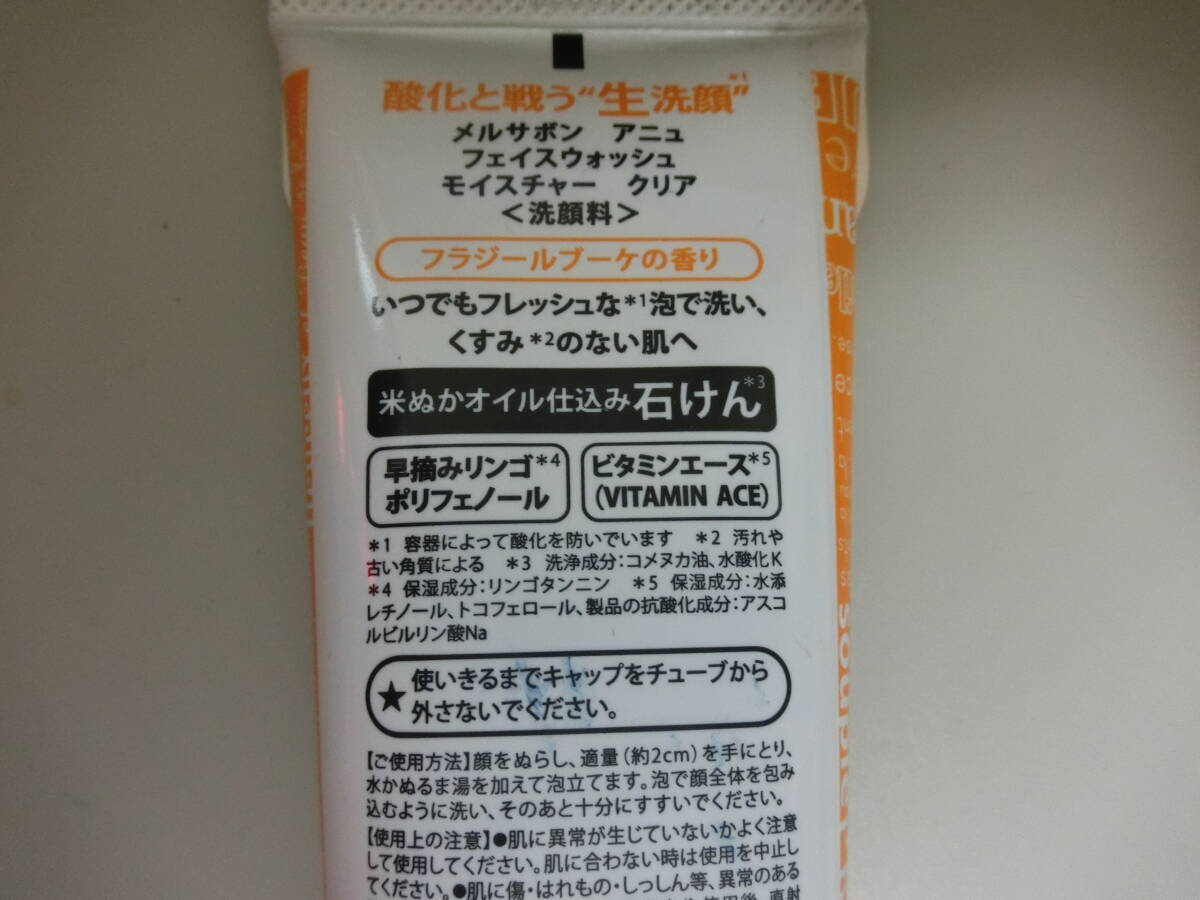 酸化と戦う“生洗顔”*1
メルサボン アニュ
フェイスウォッシュ
モイスチャー クリア
＜洗顔料＞
フラジールブーケの香り
いつでもフレッシュな*1泡で洗い、
くすみ*2のない肌へ
米ぬかオイル仕込み石けん*3
早摘みリンゴ*4
ポリフェノール
ビタミンエース*5
(VITAMIN ACE)
*1 容器によって酸化を防いでいます *2 汚れや
古い角質による *3 洗浄成分：コメヌカ油、水酸化K
*4 保湿成分：リンゴタンニン *5 保湿成分：水添
レチノール、トコフェロール、製品の抗酸化成分：アスコ
ルビルリン酸Na
★使いきるまでキャップをチューブから
外さないでください。
【ご使用方法】顔をぬらし、適量（約2cm）を手にとり、
水かぬるま湯を加えて泡立てます。泡で顔全体を包み
込むように洗い、そのあと十分にすすいでください。
【使用上の注意】●肌に異常が生じていないかよく注意
して使用してください。肌に合わない時は使用を中止し
てください。●肌に傷・はれもの・しっしん等、異常のある
使用後、直射